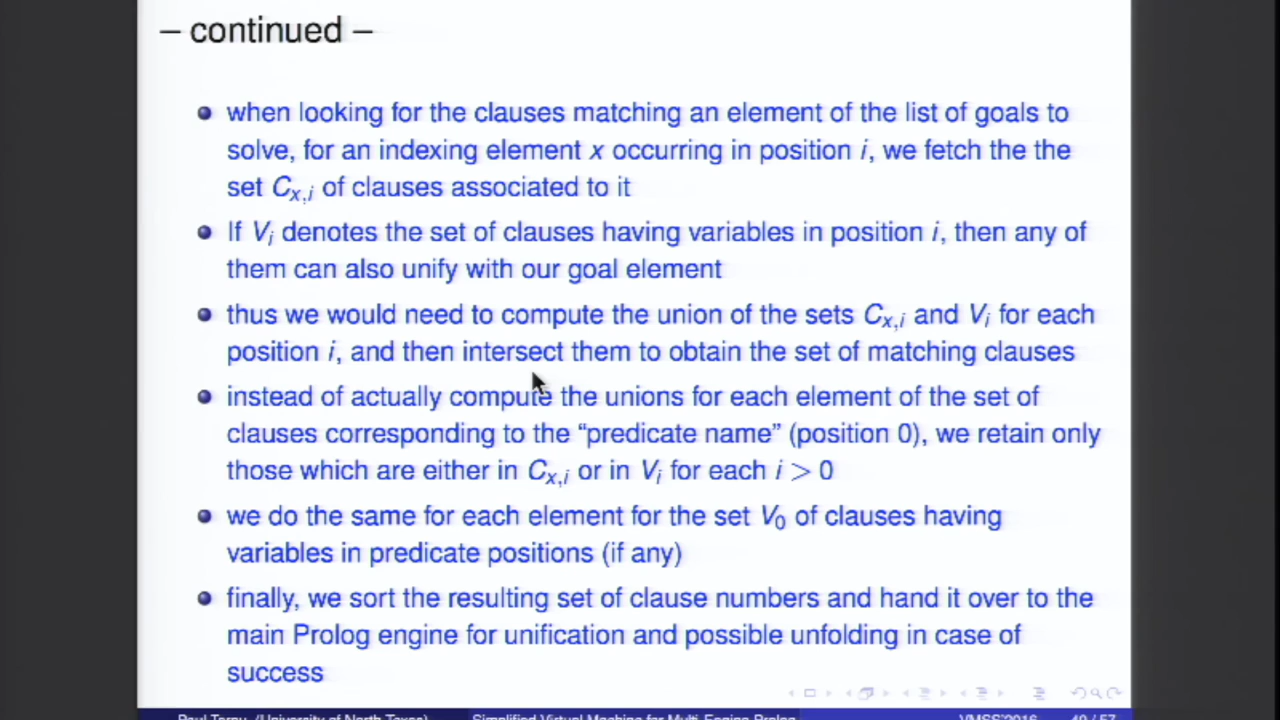 – continued –
when looking for the clauses matching an element of the list of goals to
solve, for an indexing element x occurring in position i, we fetch the the
set Cx,i of clauses associated to it
If Vi denotes the set of clauses having variables in position i, then any of
them can also unify with our goal element
thus we would need to compute the union of the sets Cx,i and Vi for each
position i, and then intersect them to obtain the set of matching clauses
instead of actually compute the unions for each element of the set of
clauses corresponding to the “predicate name” (position 0), we retain only
those which are either in Cx,i or in Vi for each i > 0
we do the same for each element for the set V0 of clauses having
variables in predicate positions (if any)
finally, we sort the resulting set of clause numbers and hand it over to the
main Prolog engine for unification and possible unfolding in case of
success
Paul Tarau (University of North Texas) Simplified Virtual Machine for Multi-Engine Prolog VMSS'2016 / 57